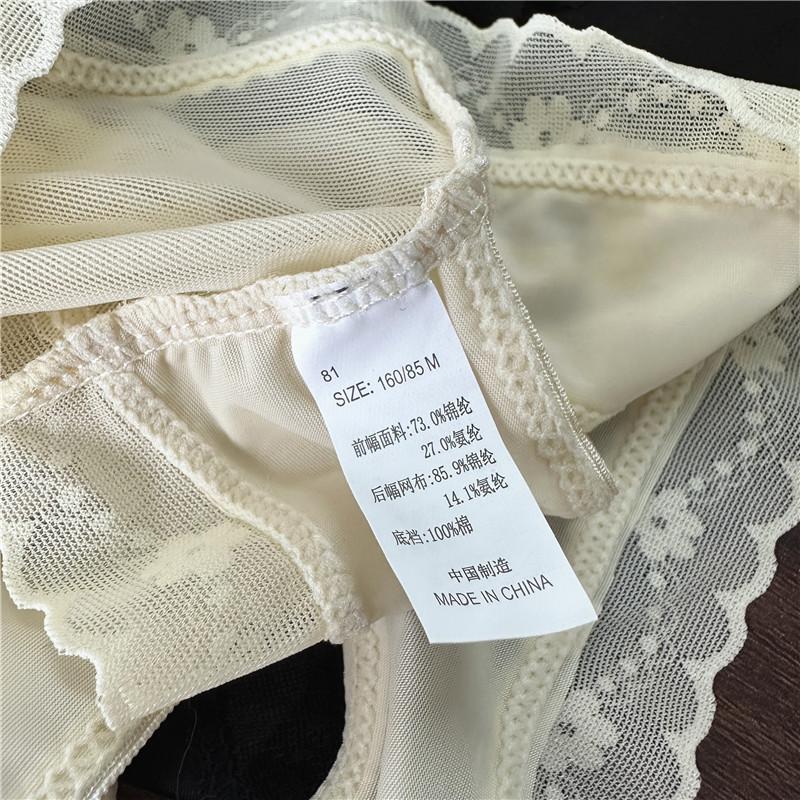 81
SIZE: 160/85 M
前幅面料:73.0%锦纶
27.0%氨纶
后幅网布:85.9%锦纶
14.1%氨纶
底裆:100%棉
中国制造
MADE IN CHINA